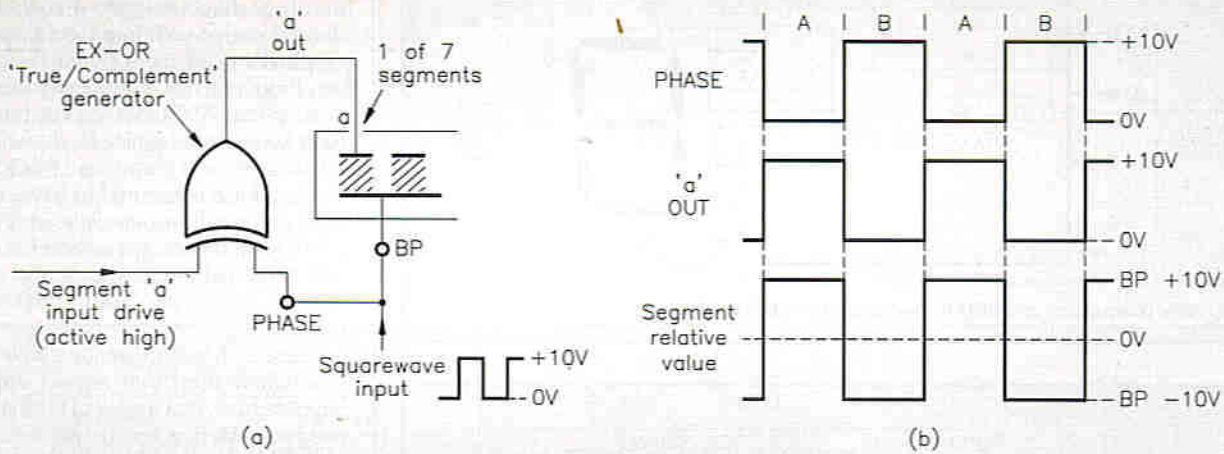 'a'
out
EX-OR
'True/Complement'
generator
1 of 7
segments
a
BP
Segment 'a'
input drive
(active high)
PHASE
Squarewave
input
+10V
0V
(a)
A B A B
PHASE
+10V
0V
'a'
OUT
+10V
0V
Segment
relative
value
BP +10V
0V
BP -10V
(b)